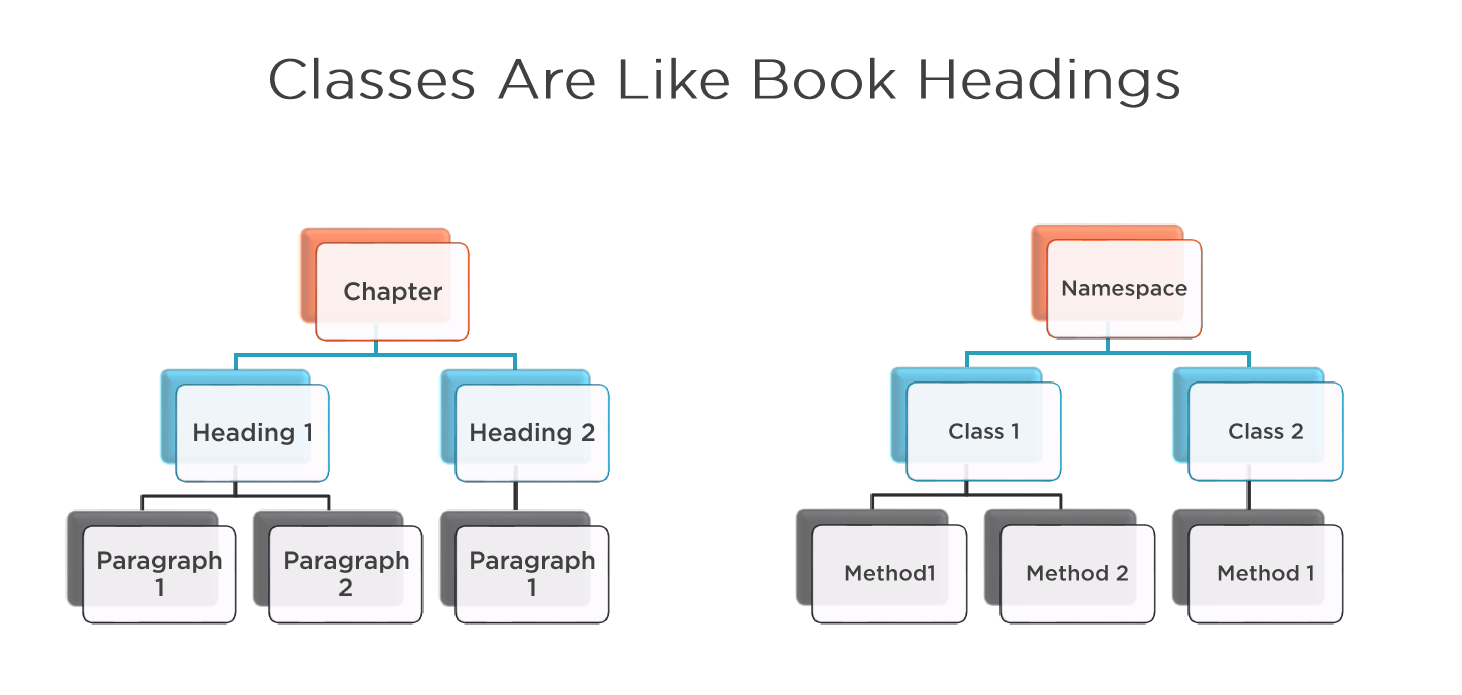 Classes Are Like Book Headings
Chapter
Heading 1
Heading 2
Paragraph
1
Paragraph
2
Paragraph
1
Namespace
Class 1
Class 2
Method1
Method 2
Method 1